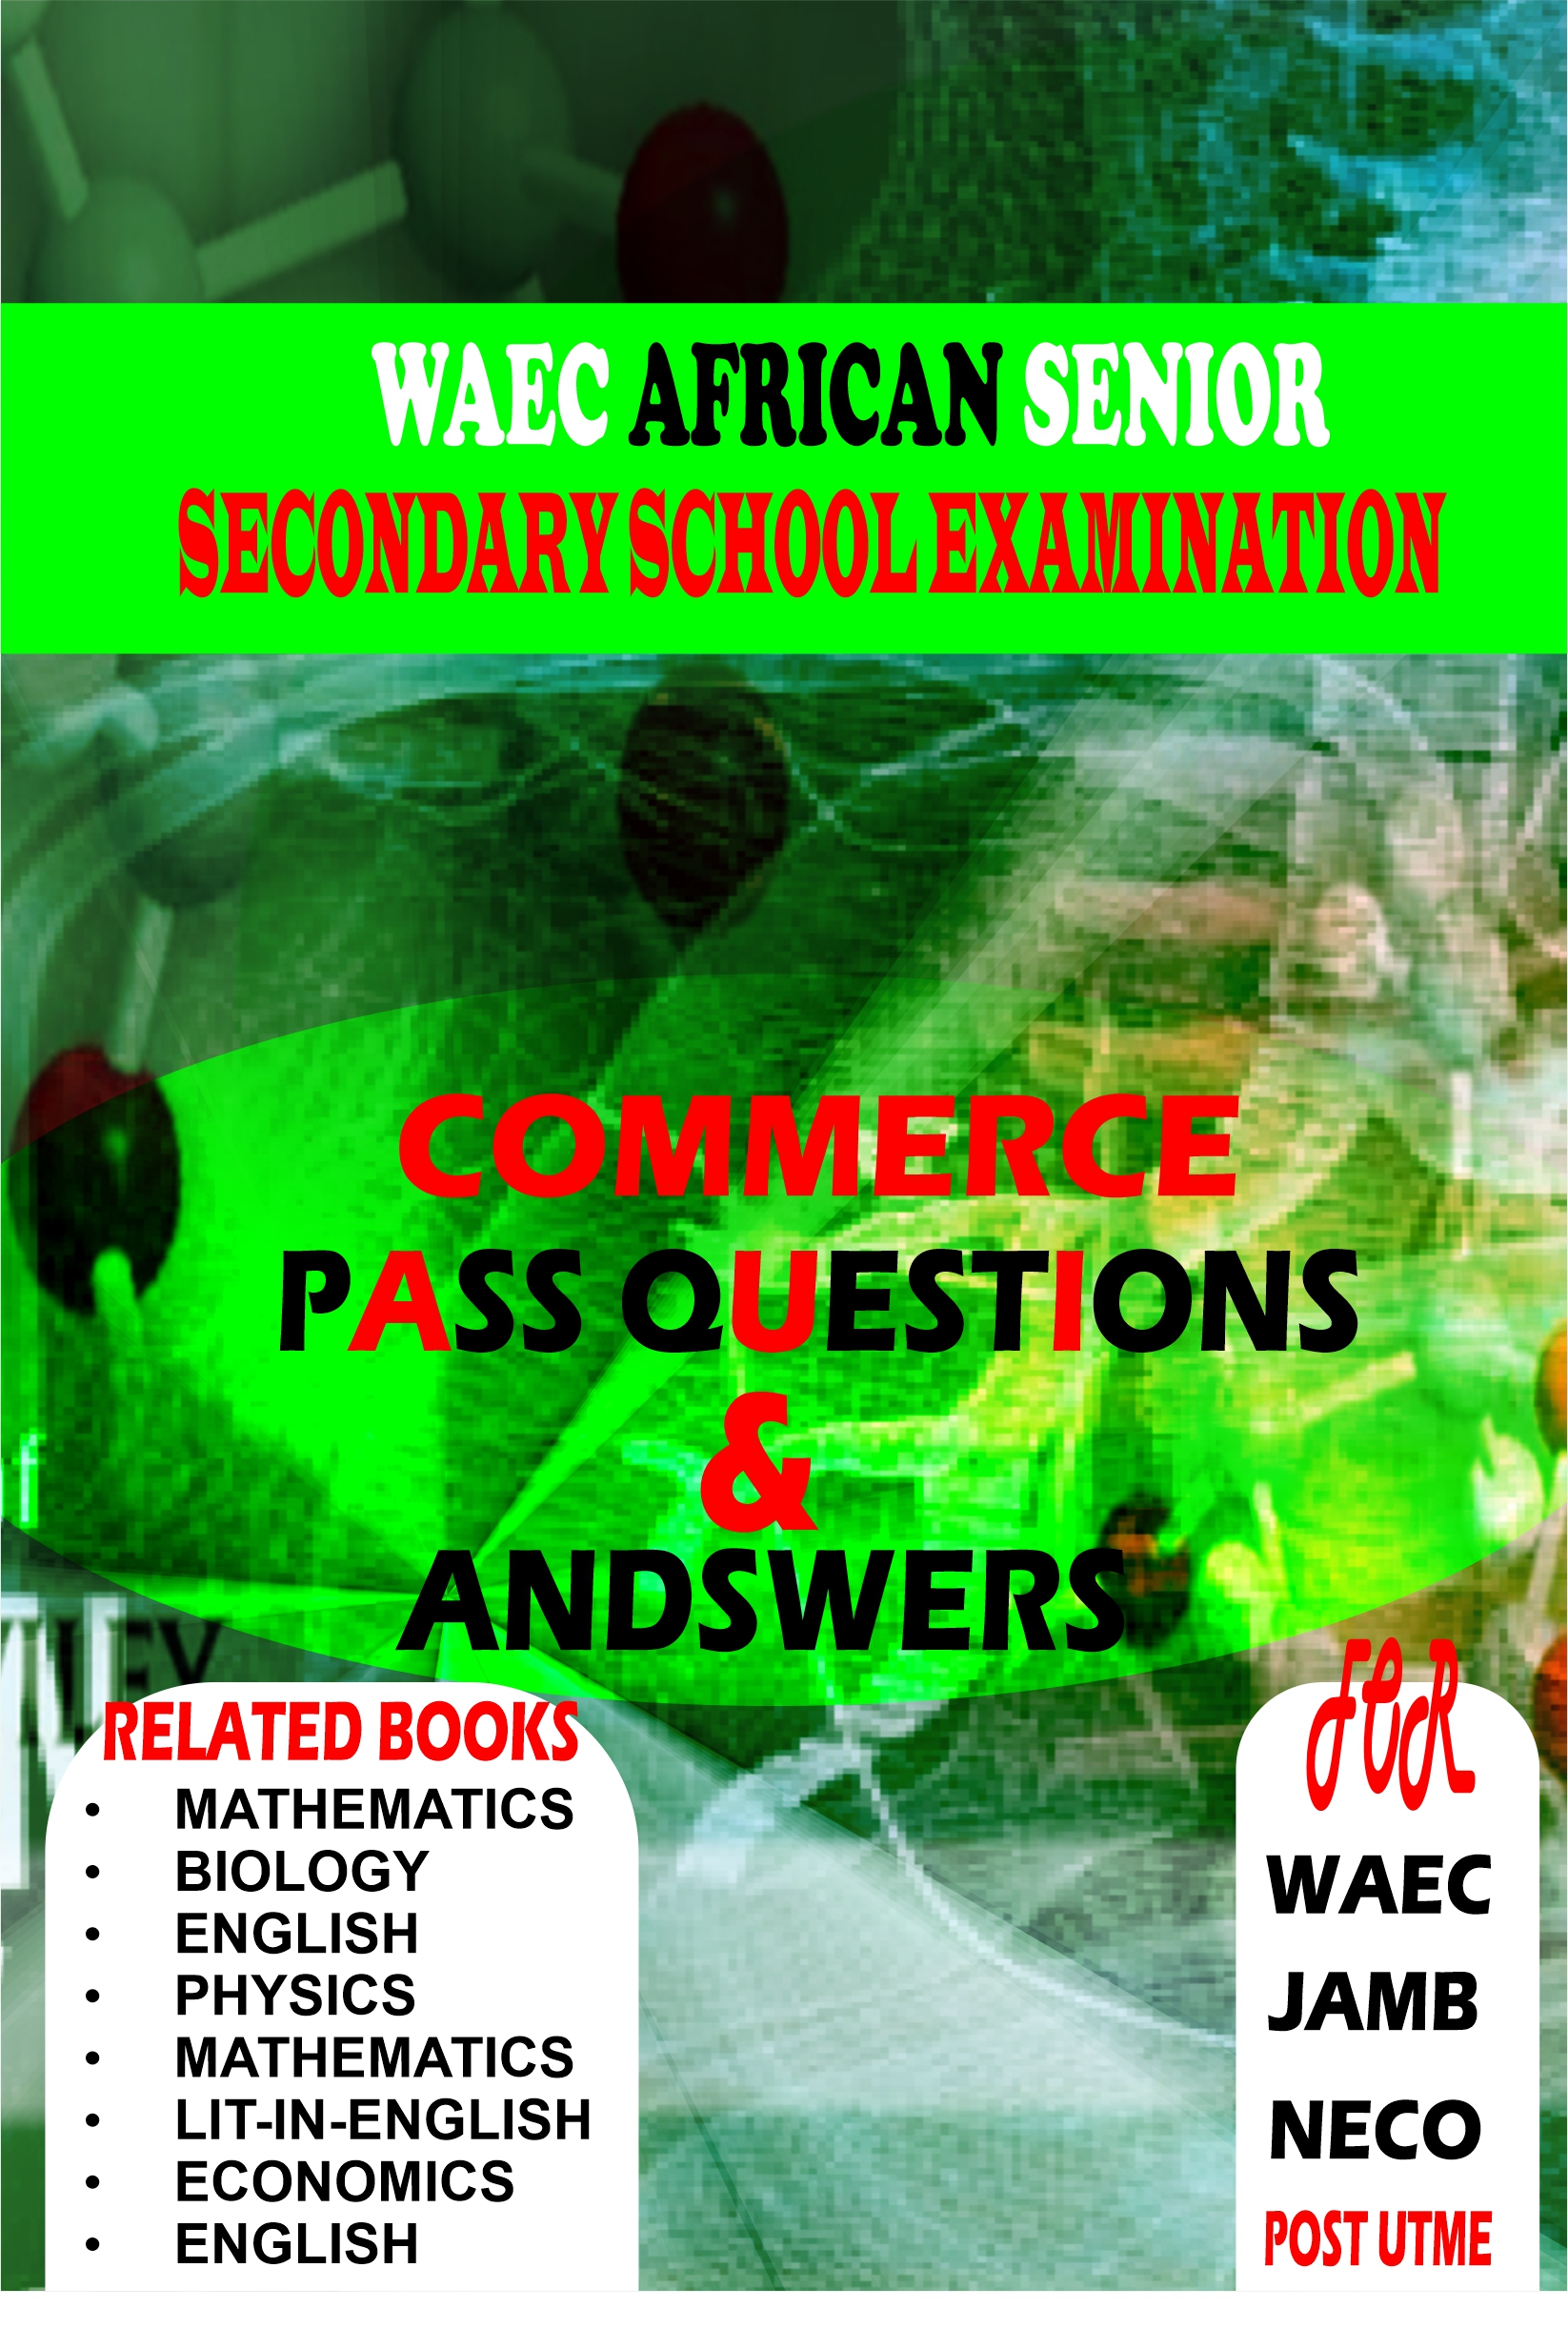 WAEC AFRICAN SENIOR
SECONDARY SCHOOL EXAMINATION
COMMERCE
PASS QUESTIONS
&
ANDSWERS
RELATED BOOKS
• MATHEMATICS
• BIOLOGY
• ENGLISH
• PHYSICS
• MATHEMATICS
• LIT-IN-ENGLISH
• ECONOMICS
• ENGLISH
FOR
WAEC
JAMB
NECO
POST UTME